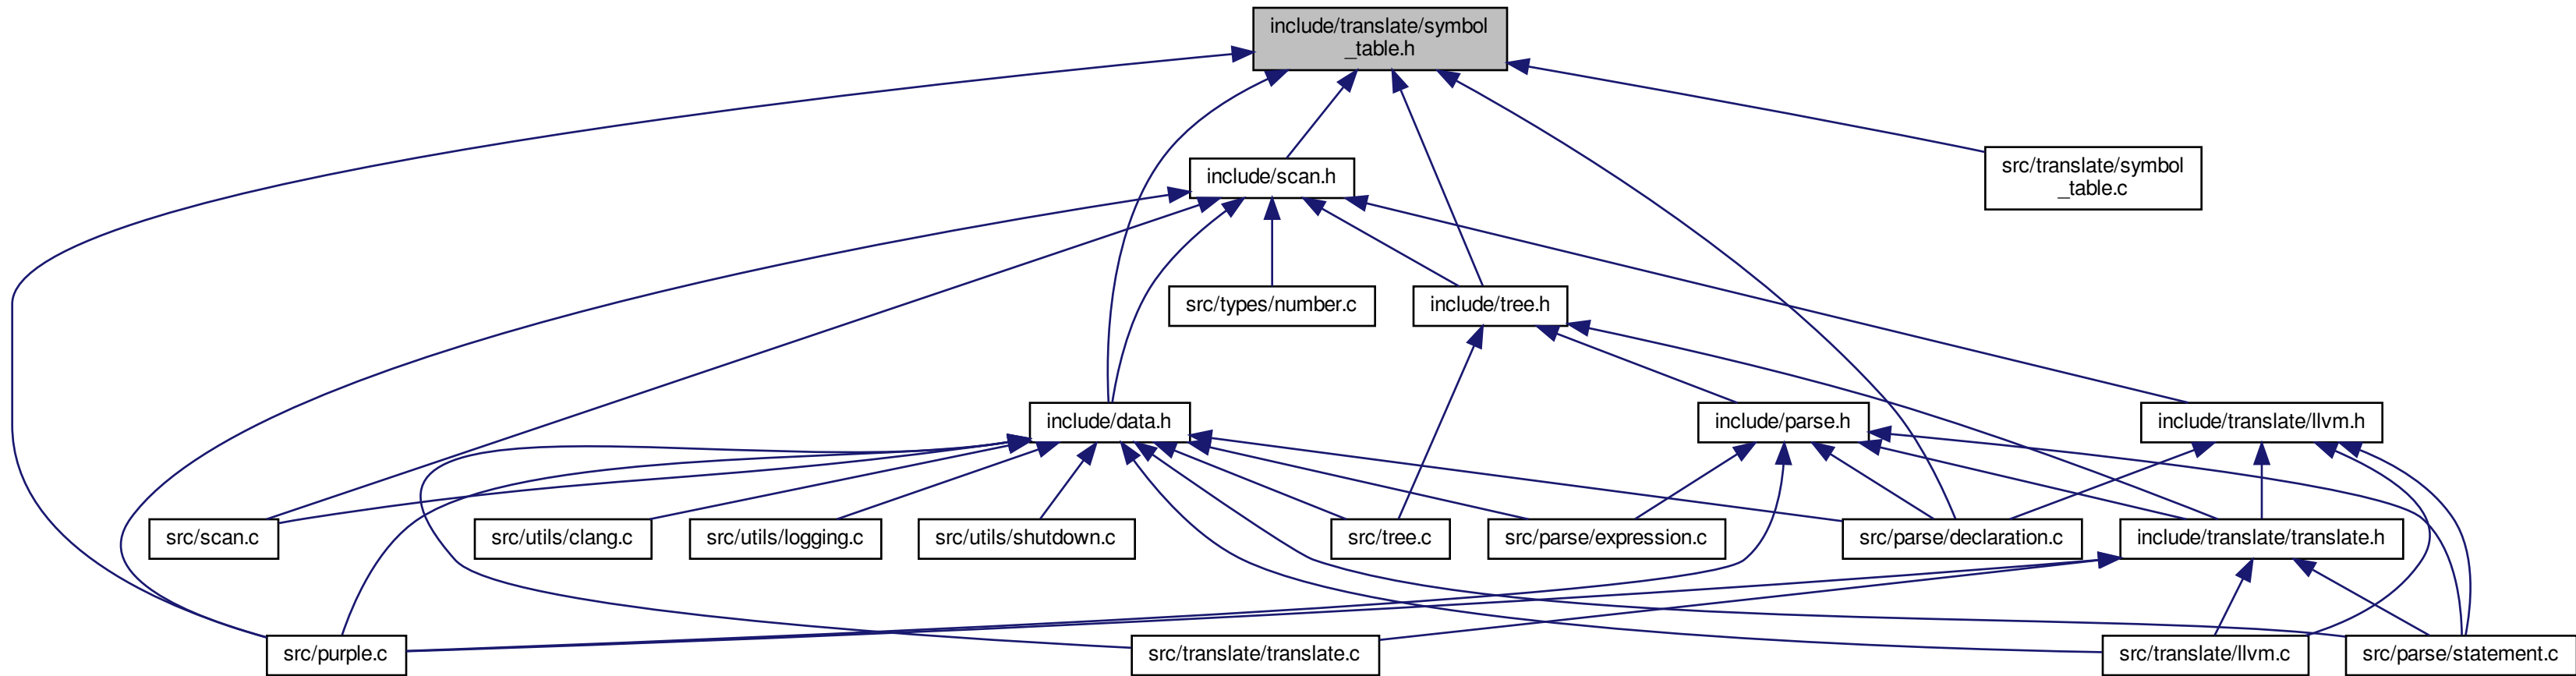 include/translate/symbol
_table.h
src/translate/symbol
_table.c
include/scan.h
src/types/number.c
include/tree.h
include/data.h
include/parse.h
include/translate/llvm.h
src/scan.c
src/utils/clang.c
src/utils/logging.c
src/utils/shutdown.c
src/tree.c
src/parse/expression.c
src/parse/declaration.c
include/translate/translate.h
src/purple.c
src/translate/translate.c
src/translate/llvm.c
src/parse/statement.c